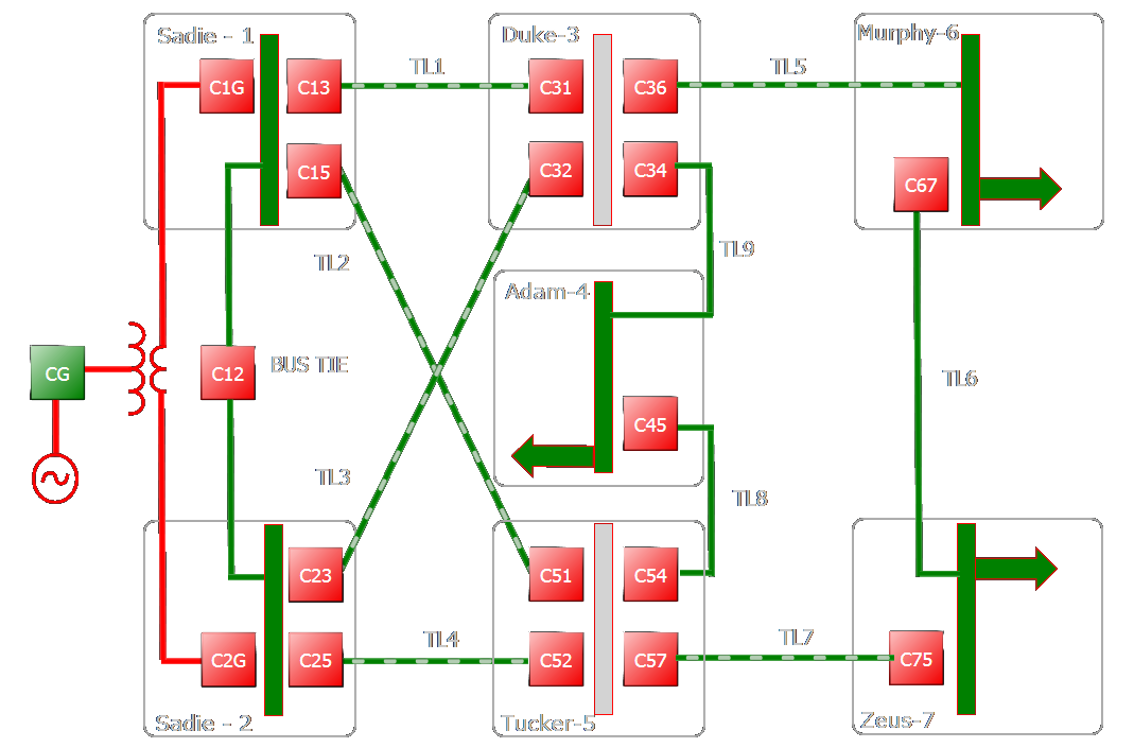 Sadie - 1
Duke-3
Murphy-6
C1G
C13
TL1
C31
C36
TL5
C15
C32
C34
C67
TL2
TL9
Adam-4
CG
C12
BUS TIE
TL6
C45
TL3
TL8
C23
C51
C54
C2G
C25
TL4
C52
C57
TL7
C75
Sadie - 2
Tucker-5
Zeus-7